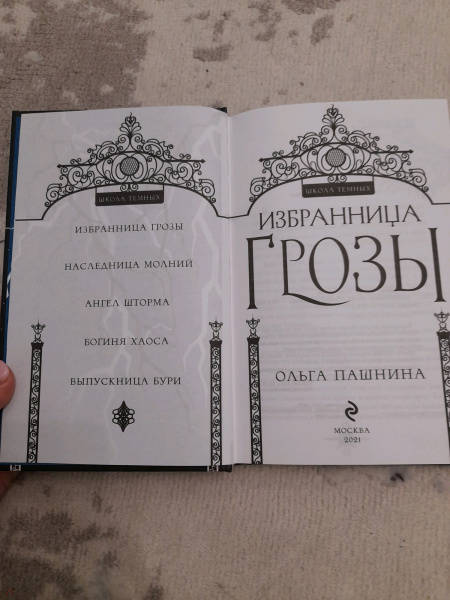 ШКОЛА ТЕМНЫХ
ИЗБРАННИЦА ГРОЗЫ
НАСЛЕДНИЦА МОЛНИЙ
АНГЕЛ ШТОРМА
БОГИНЯ ХАОСА
ВЫПУСКНИЦА БУРИ
ШКОЛА ТЕМНЫХ
ИЗБРАННИЦА
ГРОЗЫ
ОЛЬГА ПАШНИНА
МОСКВА
2021